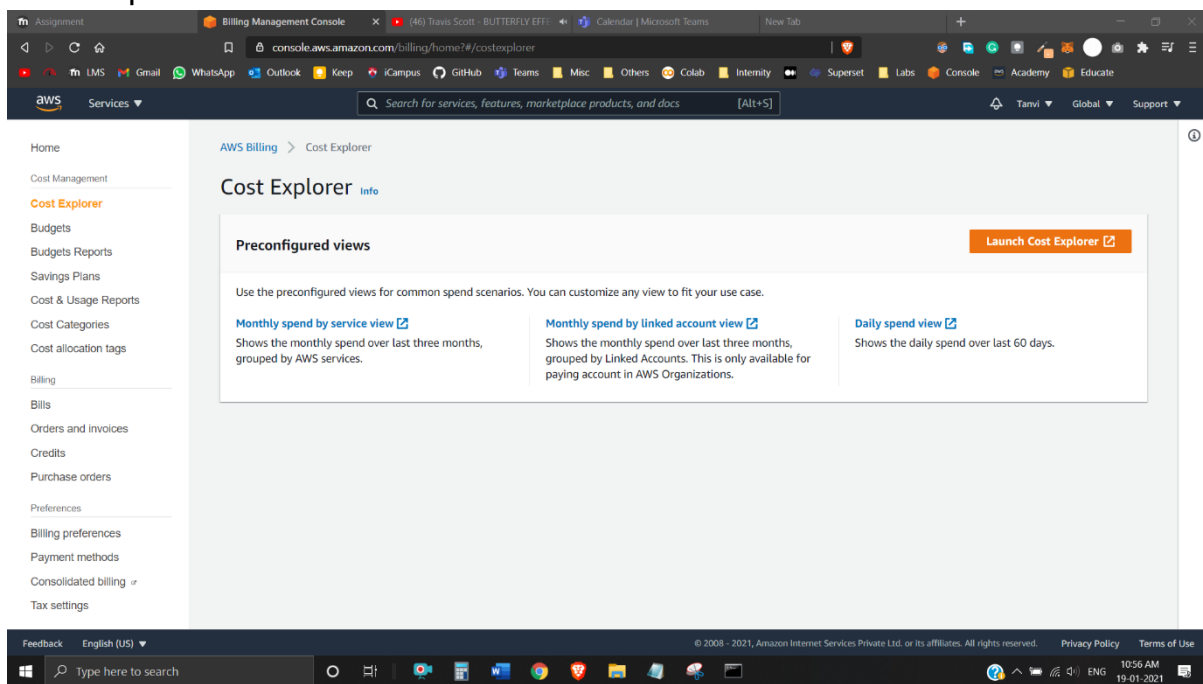 Assignment Billing Management Console (46) Travis Scott - BUTTERFLY EFFE Calendar | Microsoft Teams New Tab
console.aws.amazon.com/billing/home?#/costexplorer
LMS Gmail WhatsApp Outlook Keep iCampus GitHub Teams Misc Others Colab Internity Superset Labs Console Academy Educate
aws Services Search for services, features, marketplace products, and docs [Alt+S] Tanvi Global Support
Home
Cost Management
Cost Explorer
Budgets
Budgets Reports
Savings Plans
Cost & Usage Reports
Cost Categories
Cost allocation tags
Billing
Bills
Orders and invoices
Credits
Purchase orders
Preferences
Billing preferences
Payment methods
Consolidated billing
Tax settings
AWS Billing > Cost Explorer
Cost Explorer Info
Preconfigured views
Launch Cost Explorer
Use the preconfigured views for common spend scenarios. You can customize any view to fit your use case.
Monthly spend by service view
Shows the monthly spend over last three months,
grouped by AWS services.
Monthly spend by linked account view
Shows the monthly spend over last three months,
grouped by Linked Accounts. This is only available for
paying account in AWS Organizations.
Daily spend view
Shows the daily spend over last 60 days.
Feedback English (US) © 2008 - 2021, Amazon Internet Services Private Ltd. or its affiliates. All rights reserved. Privacy Policy Terms of Use
Type here to search ENG 10:56 AM
19-01-2021